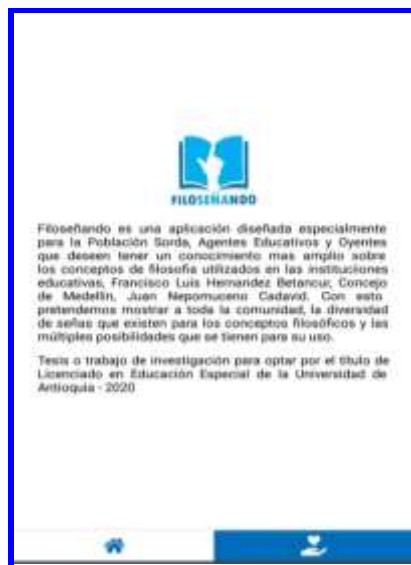 FILOSEÑANDO
Filoseñando es una aplicación diseñada especialmente
para la Población Sorda, Agentes Educativos y Oyentes
que deseen tener un conocimiento mas amplio sobre
los conceptos de filosofia utilizados en las instituciones
educativas, Francisco Luis Hernandez Betancur, Concejo
de Medellín, Juan Nepomuceno Cadavid. Con esto
pretendemos mostrar a toda la comunidad, la diversidad
de señas que existen para los conceptos filosóficos y las
múltiples posibilidades que se tienen para su uso.
Tesis o trabajo de investigación para optar por el título de
Licenciado en Educación Especial de la Universidad de
Antioquia - 2020